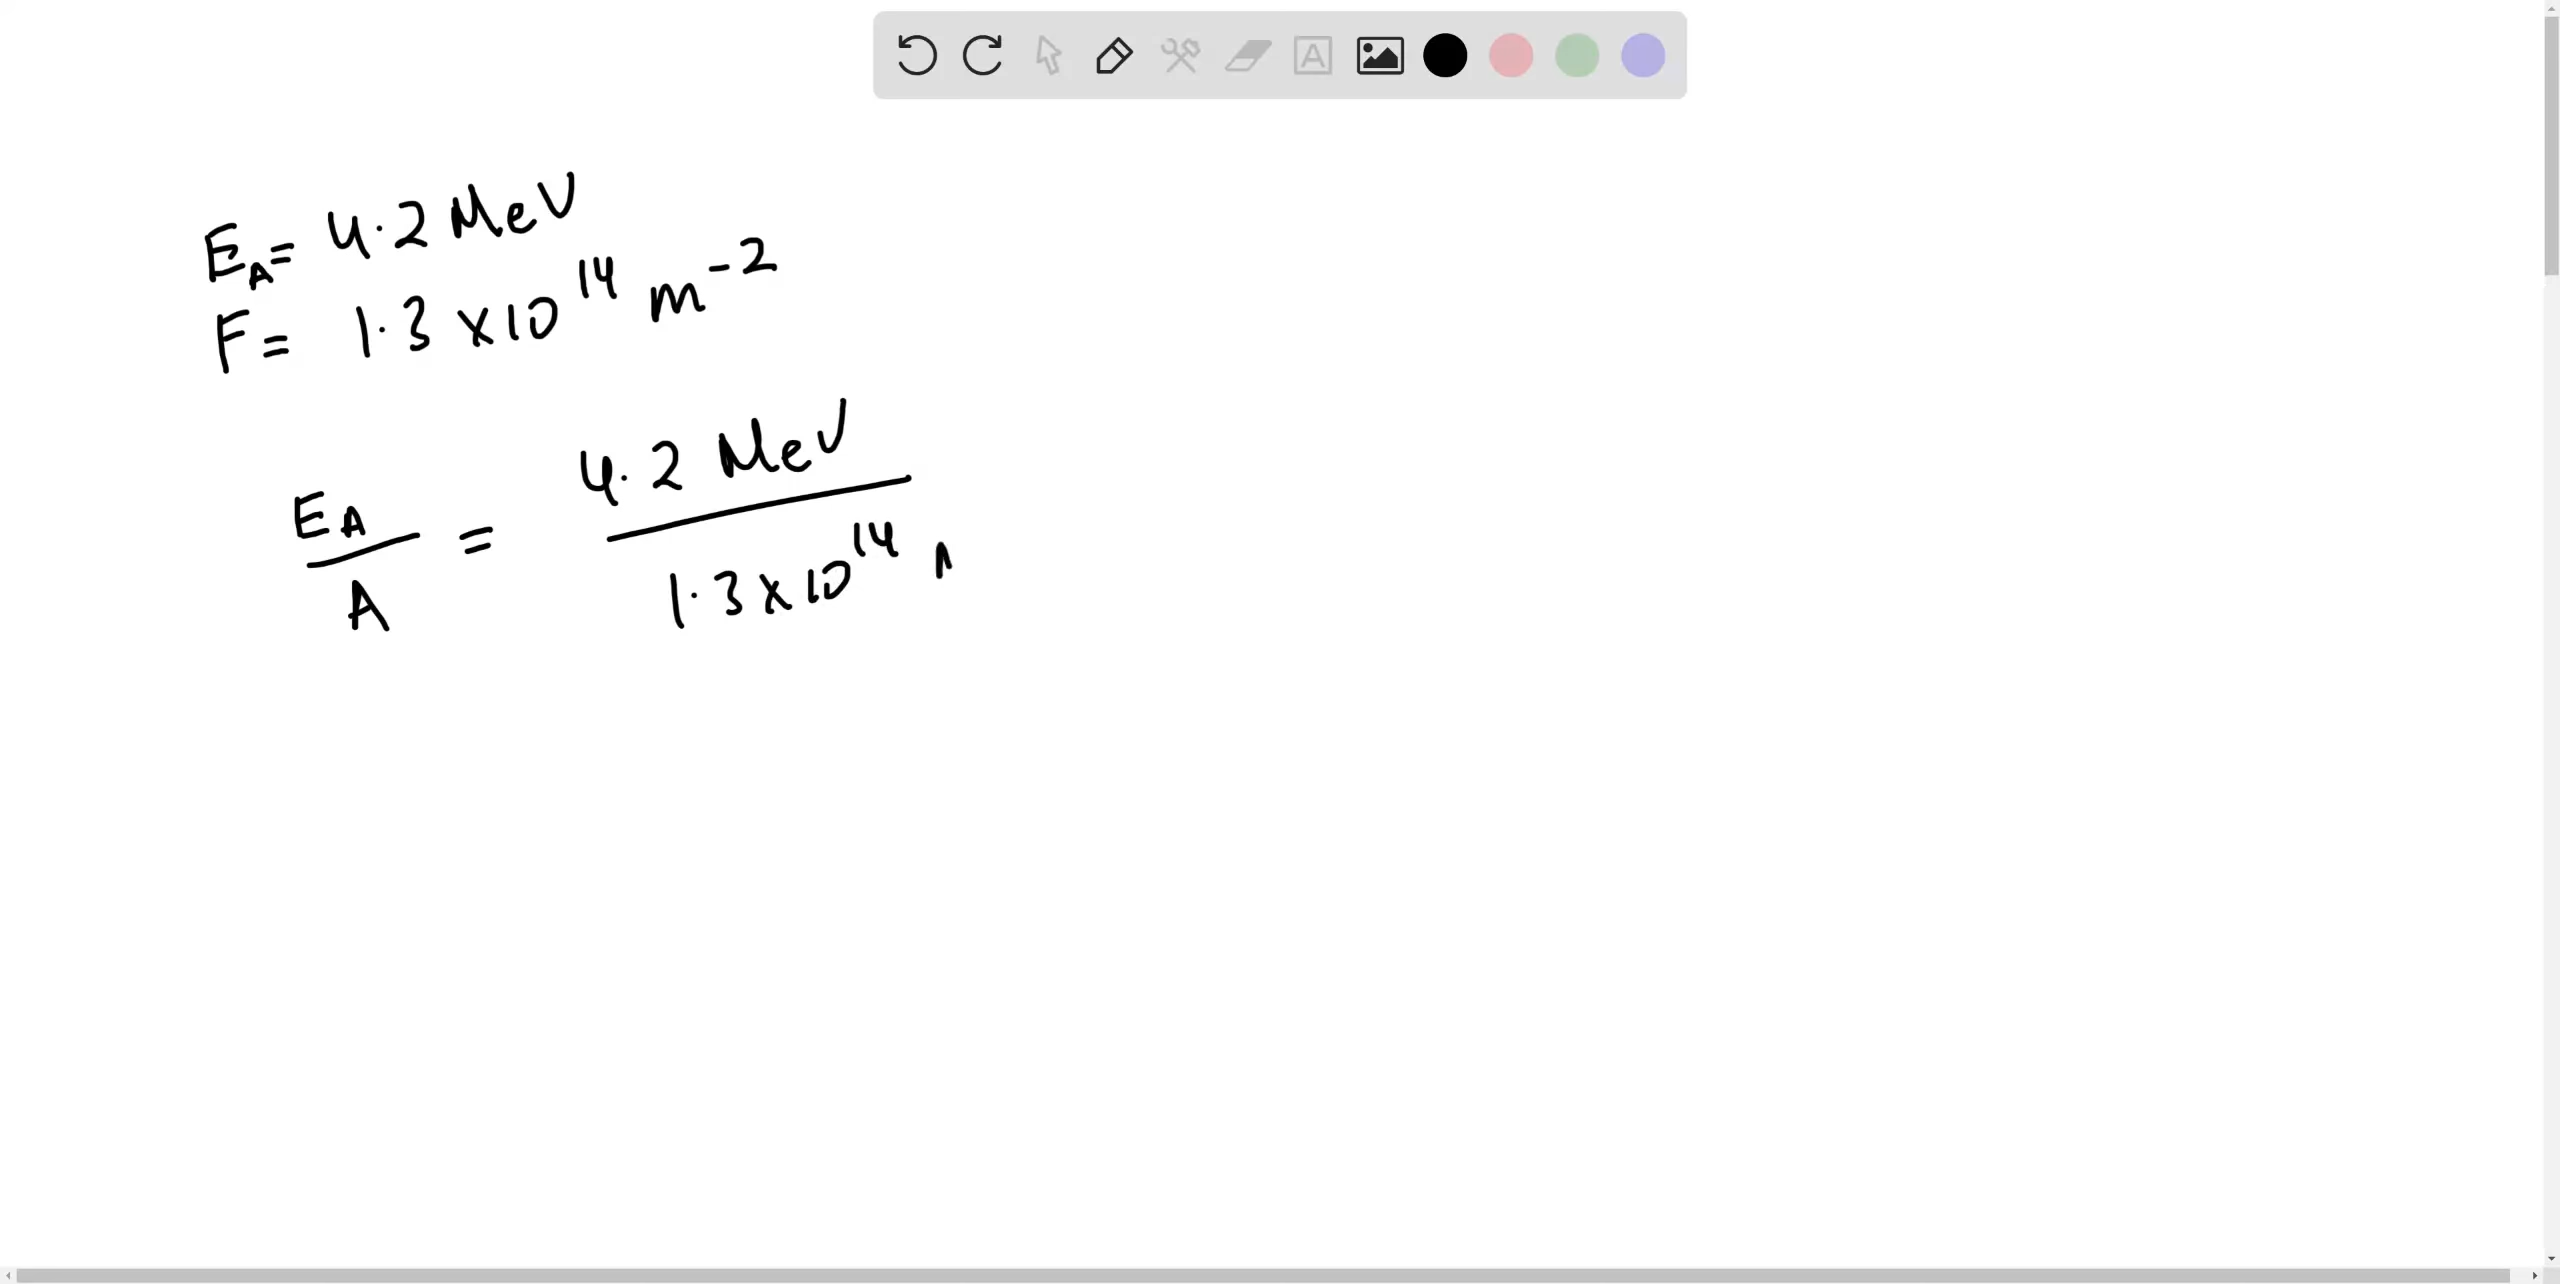 E_A = 4.2 MeV
F = 1.3 x 10^14 m^-2
E_A / A = 4.2 MeV / 1.3 x 10^14
A